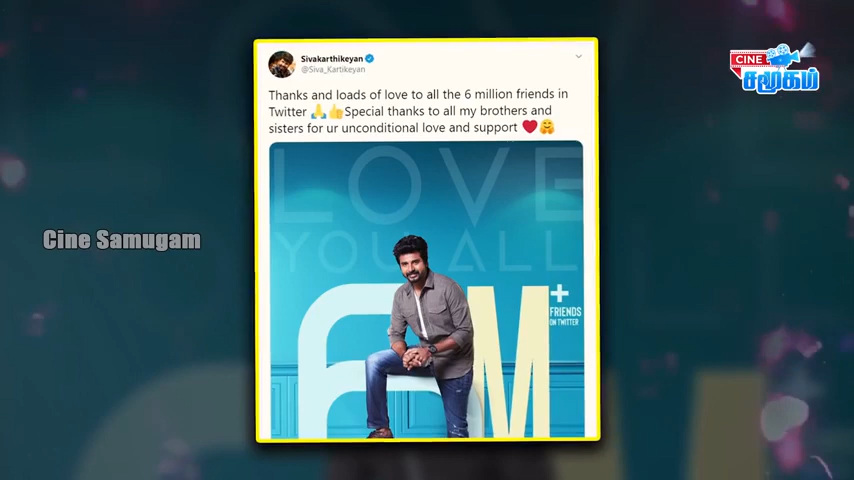 CINE
சமூகம்
Sivakarthikeyan
@Siva_Kartikeyan
Thanks and loads of love to all the 6 million friends in
Twitter 🙏👍Special thanks to all my brothers and
sisters for ur unconditional love and support ❤️🤗
LOVE
YOU ALL
6M+
FRIENDS
ON TWITTER
Cine Samugam